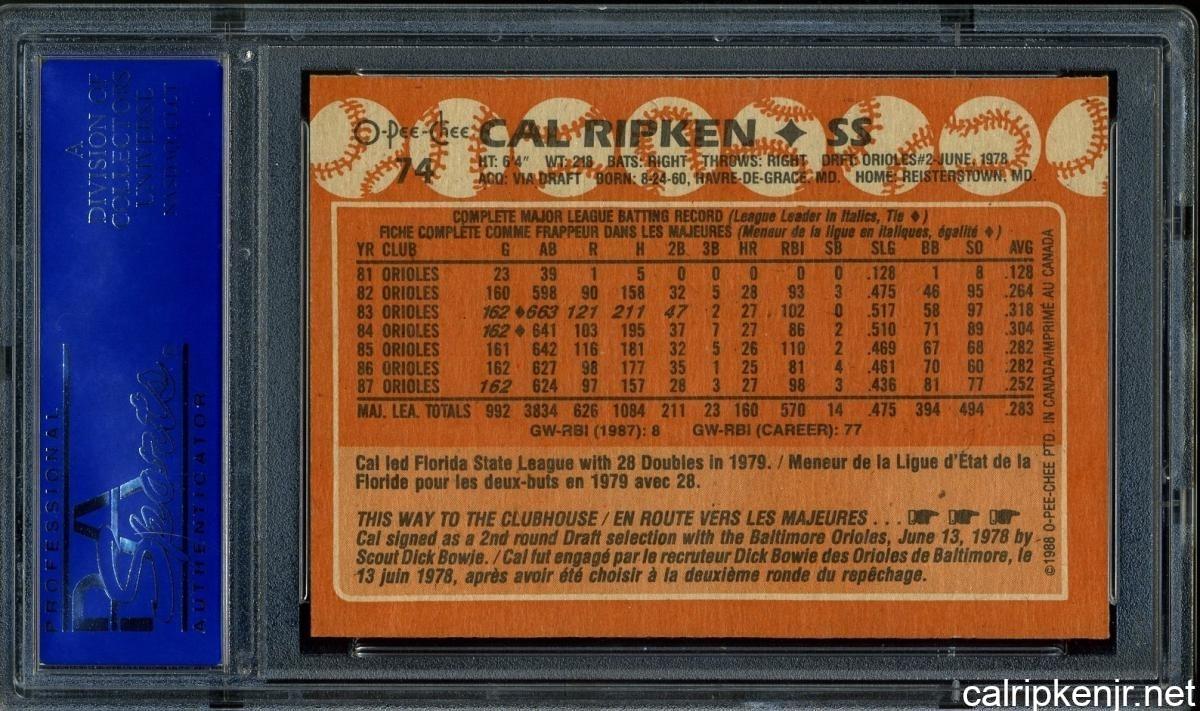 A
DIVISION OF
COLLECTORS
UNIVERSE
NASDAQ: CLCT
PROFESSIONAL
PSA
Sports
AUTHENTICATOR
O-Pee-Chee CAL RIPKEN ♦ SS
74
HT: 6'4" WT: 218 BATS: RIGHT THROWS: RIGHT DRFT: ORIOLES#2-JUNE, 1978
ACQ: VIA DRAFT BORN: 8-24-60, HAVRE-DE-GRACE, MD. HOME: REISTERSTOWN, MD.
COMPLETE MAJOR LEAGUE BATTING RECORD (League Leader in Italics, Tie ♦)
FICHE COMPLÈTE COMME FRAPPEUR DANS LES MAJEURES (Meneur de la ligue en italiques, égalité ♦)
YR CLUB G AB R H 2B 3B HR RBI SB SLG BB SO AVG
81 ORIOLES 23 39 1 5 0 0 0 0 0 .128 1 8 .128
82 ORIOLES 160 598 90 158 32 5 28 93 3 .475 46 95 .264
83 ORIOLES 162 ♦663 121 211 47 2 27 102 0 .517 58 97 .318
84 ORIOLES 162♦ 641 103 195 37 7 27 86 2 .510 71 89 .304
85 ORIOLES 161 642 116 181 32 5 26 110 2 .469 67 68 .282
86 ORIOLES 162 627 98 177 35 1 25 81 4 .461 70 60 .282
87 ORIOLES 162 624 97 157 28 3 27 98 3 .436 81 77 .252
MAJ. LEA. TOTALS 992 3834 626 1084 211 23 160 570 14 .475 394 494 .283
GW-RBI (1987): 8 GW-RBI (CAREER): 77
Cal led Florida State League with 28 Doubles in 1979. / Meneur de la Ligue d'État de la
Floride pour les deux-buts en 1979 avec 28.
THIS WAY TO THE CLUBHOUSE / EN ROUTE VERS LES MAJEURES . . .
Cal signed as a 2nd round Draft selection with the Baltimore Orioles, June 13, 1978 by
Scout Dick Bowie. / Cal fut engagé par le recruteur Dick Bowie des Orioles de Baltimore, le
13 juin 1978, après avoir été choisir à la deuxième ronde du repêchage.
©1988 O-PEE-CHEE PTD. IN CANADA/IMPRIMÉ AU CANADA
calripkenjr.net